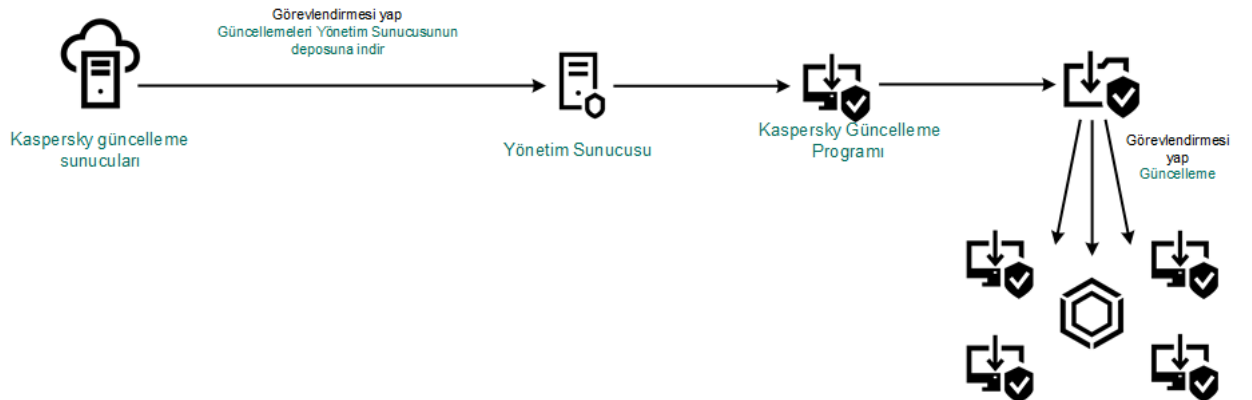 Görevlendirmesi yap
Güncellemeleri Yönetim Sunucusunun
deposuna indir
Kaspersky güncelleme
sunucuları
Yönetim Sunucusu
Kaspersky Güncelleme
Programı
Görevlendirmesi
yap
Güncelleme